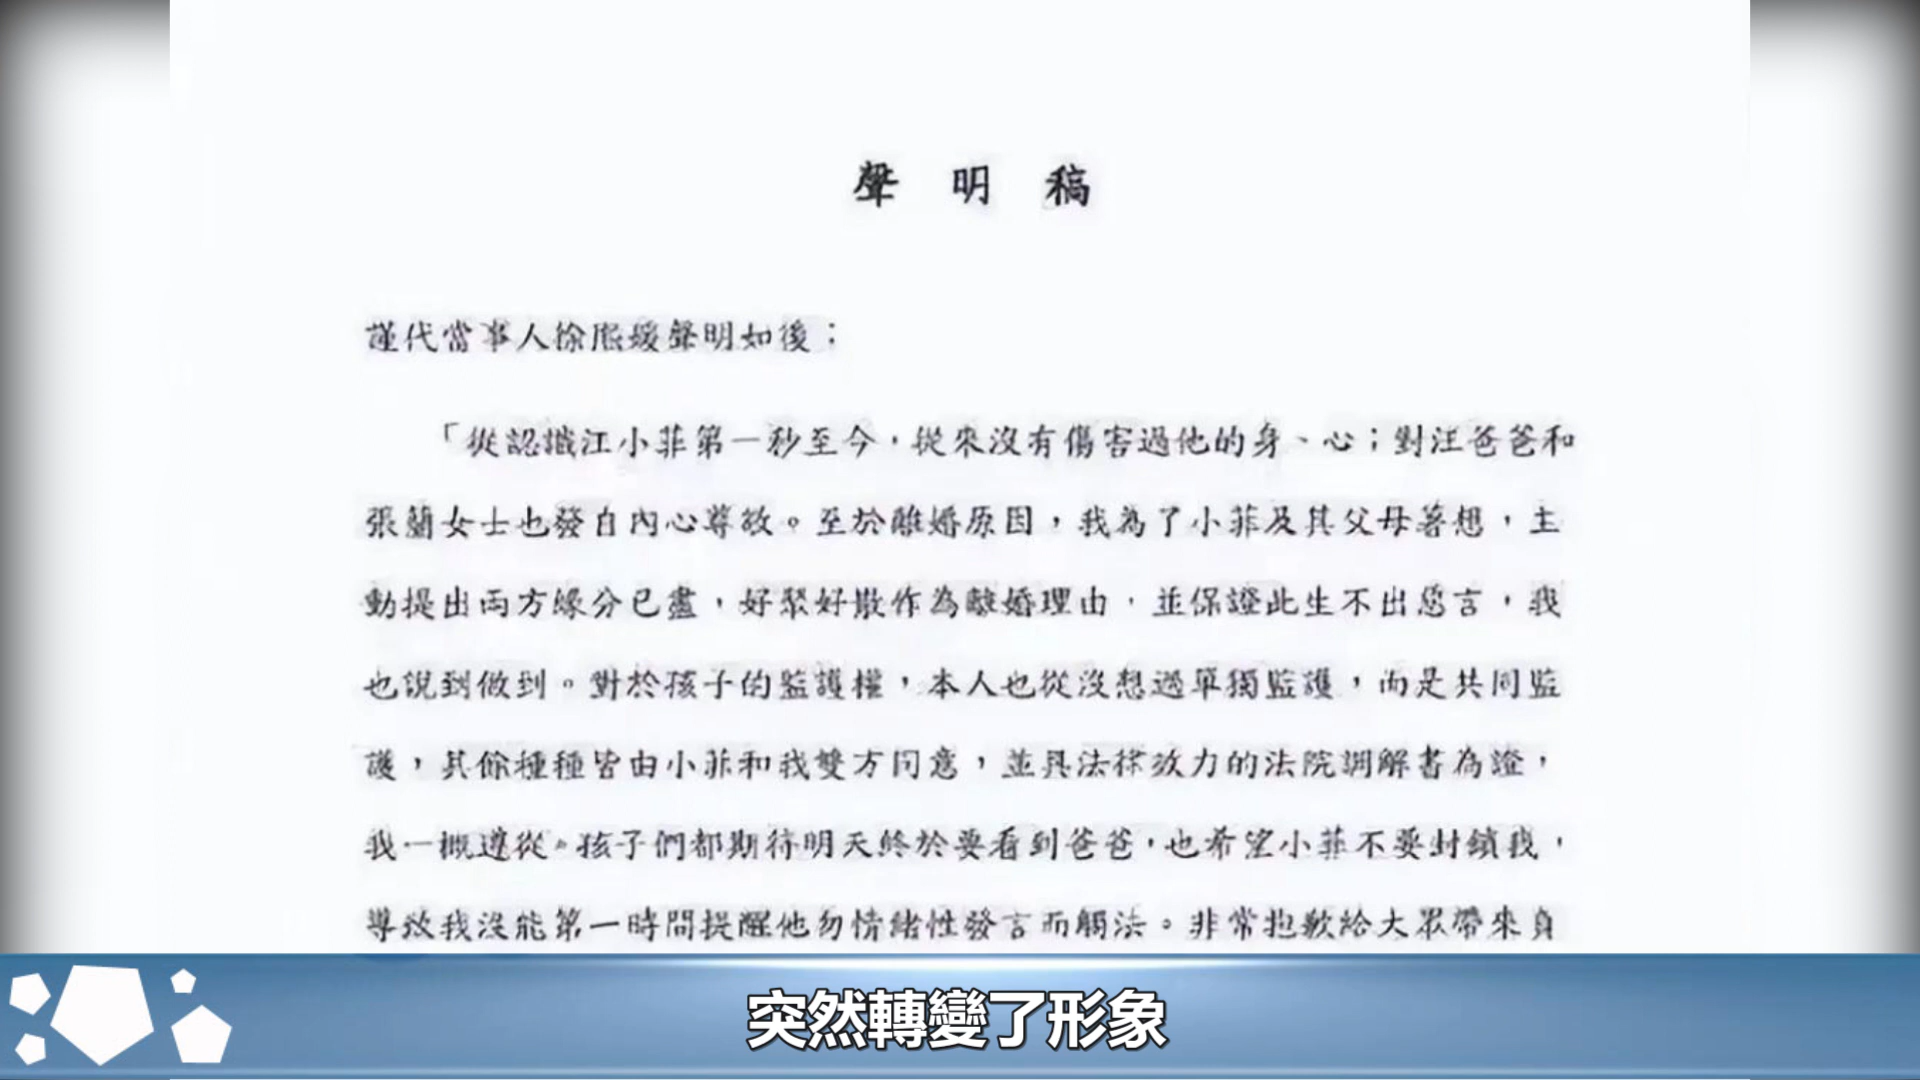 聲明稿
謹代當事人徐熙媛聲明如後：
「從認識汪小菲第一秒至今，從來沒有傷害過他的身、心；對汪爸爸和
張蘭女士也發自內心尊敬。至於離婚原因，我為了小菲及其父母著想，主
動提出兩方緣分已盡，好聚好散作為離婚理由，並保證此生不出惡言，我
也說到做到。對於孩子的監護權，本人也從沒想過單獨監護，而是共同監
護，其餘種種皆由小菲和我雙方同意，並具法律效力的法院調解書為證，
我一概遵從。孩子們都期待明天終於要看到爸爸，也希望小菲不要封鎖我，
導致我沒能第一時間提醒他勿情緒性發言而觸法。非常抱歉給大眾帶來負
突然轉變了形象